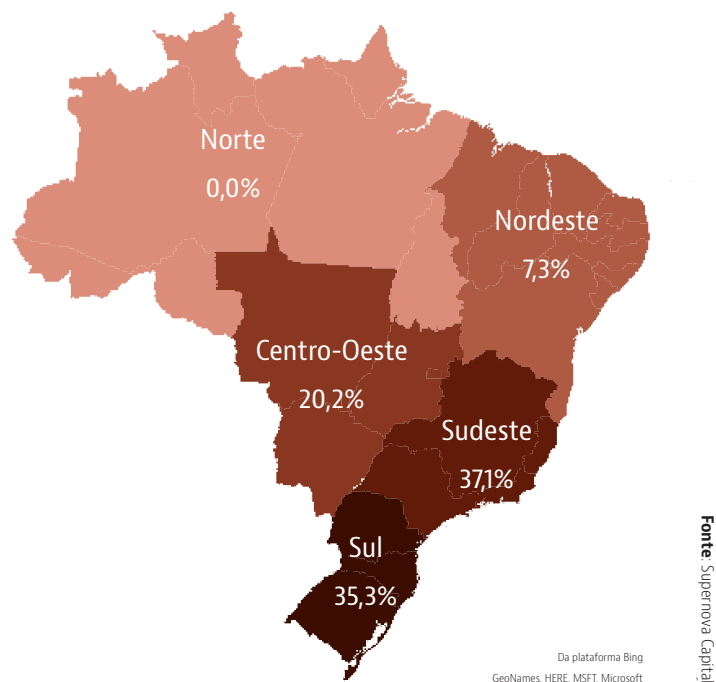 Norte
0,0%
Nordeste
7,3%
Centro-Oeste
20,2%
Sudeste
37,1%
Sul
35,3%
Fonte: Supernova Capital
Da plataforma Bing
GeoNames, HERE, MSFT, Microsoft